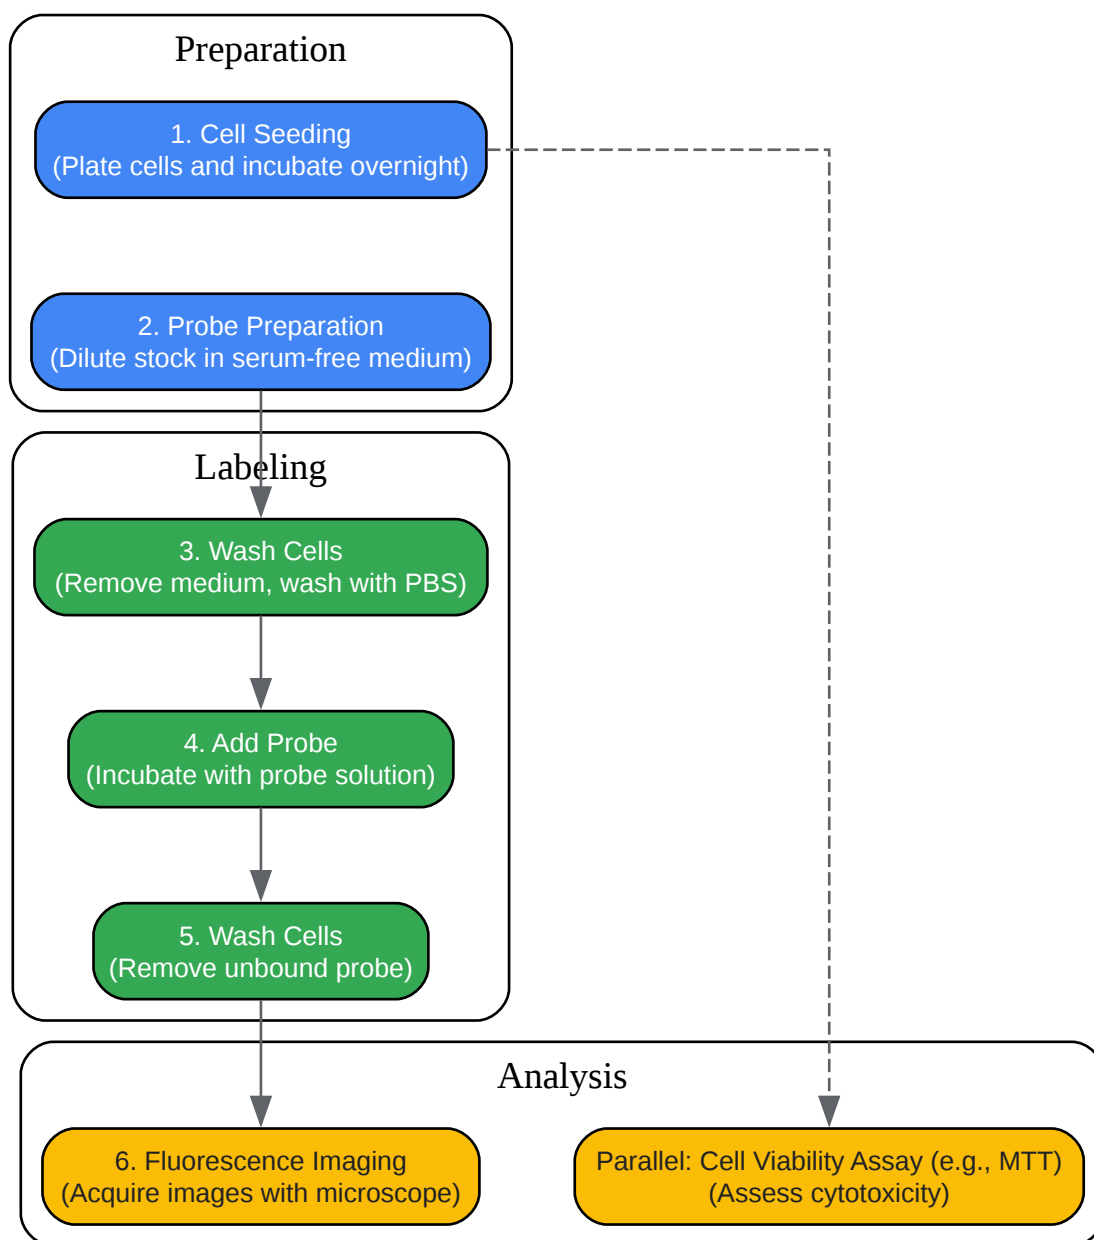 Preparation
1. Cell Seeding
(Plate cells and incubate overnight)
2. Probe Preparation
(Dilute stock in serum-free medium)
Labeling
3. Wash Cells
(Remove medium, wash with PBS)
4. Add Probe
(Incubate with probe solution)
5. Wash Cells
(Remove unbound probe)
Analysis
6. Fluorescence Imaging
(Acquire images with microscope)
Parallel: Cell Viability Assay (e.g., MTT)
(Assess cytotoxicity)